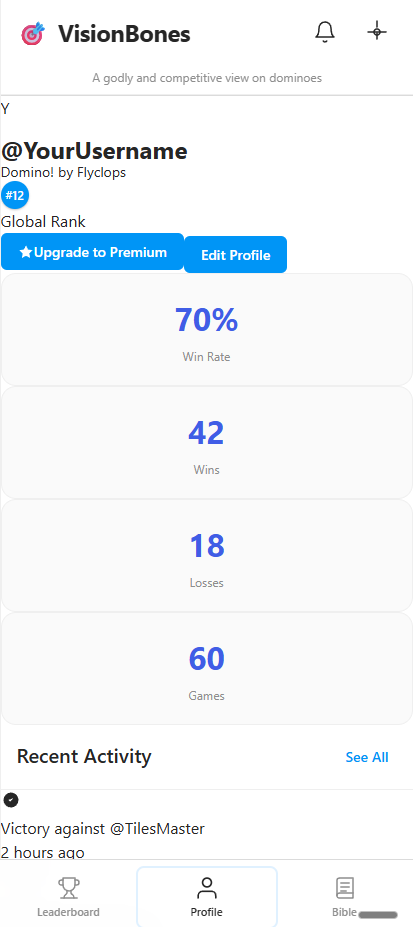 VisionBones
A godly and competitive view on dominoes
Y
@YourUsername
Domino! by Flyclops
#12
Global Rank
Upgrade to Premium
Edit Profile
70%
Win Rate
42
Wins
18
Losses
60
Games
Recent Activity
See All
Victory against @TilesMaster
2 hours ago
Leaderboard
Profile
Bible